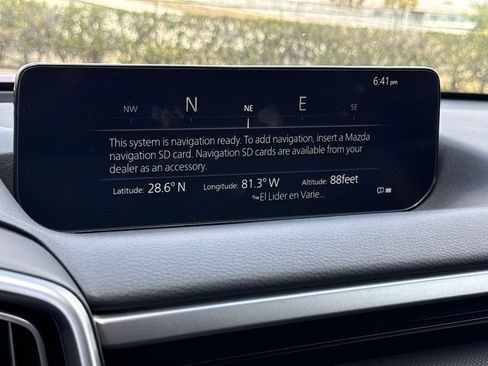 6:41pm
NW N NE E SE
This system is navigation ready. To add navigation, insert a Mazda
navigation SD card. Navigation SD cards are available from your
dealer as an accessory.
Latitude: 28.6° N Longitude: 81.3° W Altitude: 88feet
El Lider en Varie...